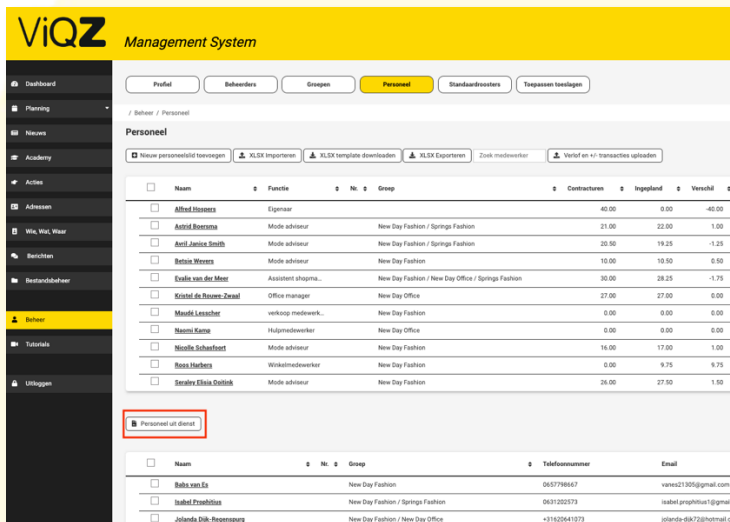 ViQZ Management System
Dashboard
Planning
Nieuws
Academy
Acties
Adressen
Wie, Wat, Waar
Berichten
Bestandsbeheer
Beheer
Tutorials
Uitloggen
Profiel Beheerders Groepen Personeel Standaardroosters Toepassen toeslagen
/ Beheer / Personeel
Personeel
Nieuw personeelslid toevoegen XLSX Importeren XLSX template downloaden XLSX Exporteren Zoek medewerker Verlof en +/- transacties uploaden
Naam Functie Nr. Groep Contracturen Ingepland Verschil
Alfred Hospers Eigenaar 40.00 0.00 -40.00
Astrid Boersma Mode adviseur New Day Fashion / Springs Fashion 21.00 22.00 1.00
Avril Janice Smith Mode adviseur New Day Fashion / Springs Fashion 20.50 19.25 -1.25
Betsie Wevers Mode adviseur New Day Fashion 10.00 10.50 0.50
Evalie van der Meer Assistent shopma... New Day Fashion / New Day Office / Springs Fashion 30.00 28.25 -1.75
Kristel de Rouwe-Zwaal Office manager New Day Office 27.00 27.00 0.00
Maudé Lesscher verkoop medewerk... New Day Fashion 0.00 0.00 0.00
Naomi Kamp Hulpmedewerker New Day Office 0.00 0.00 0.00
Nicolle Schapfoort Mode adviseur New Day Fashion 16.00 17.00 1.00
Roos Harbers Winkelmedewerker New Day Fashion 0.00 9.75 9.75
Seraley Elisia Ooitink Mode adviseur New Day Fashion 26.00 27.50 1.50
Personeel uit dienst
Naam Nr. Groep Telefoonnummer Email
Babs van Es New Day Fashion 0657798667 vanes21305@gmail.com
Isabel Prophitius New Day Fashion / Springs Fashion 0631202573 isabel.prophitius1@gmai
Jolanda Dijk-Regenspurg New Day Fashion / New Day Office +31620641073 jolanda-dijk72@hotmail.c